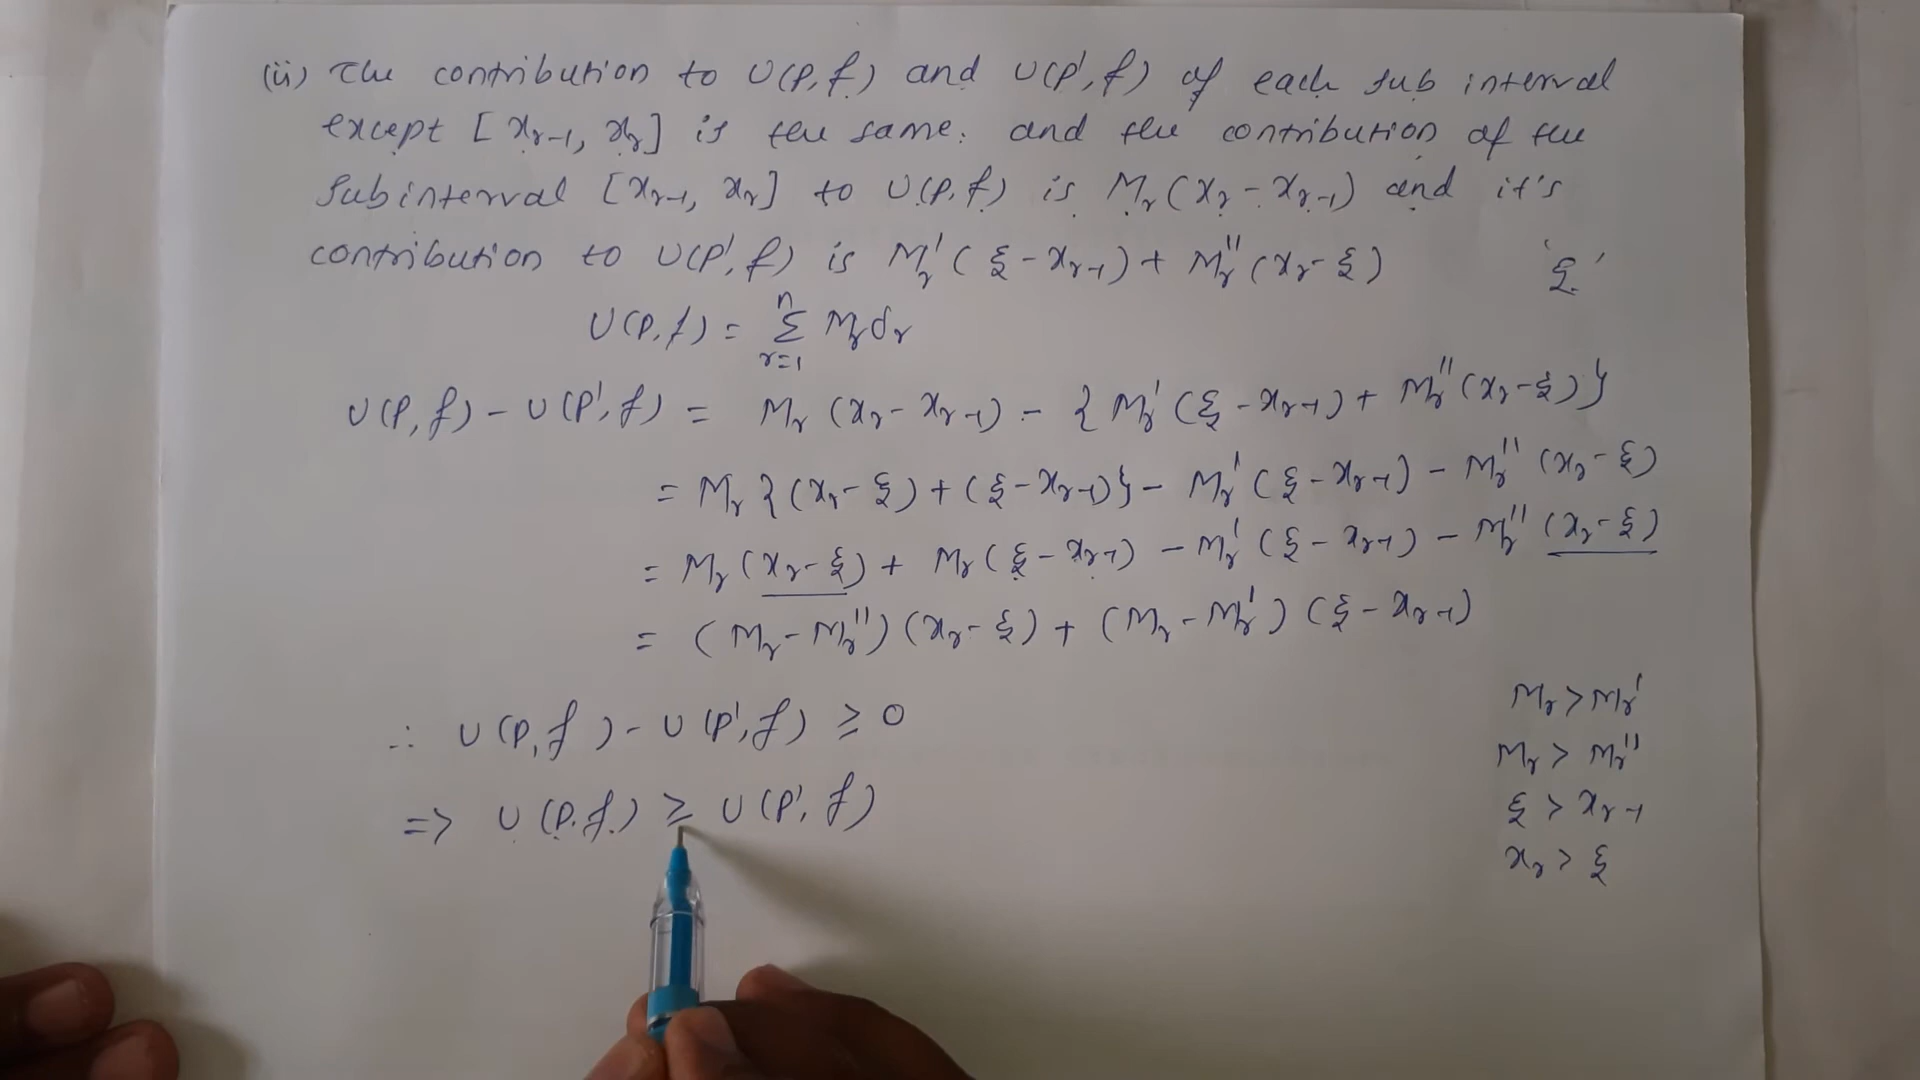 (ii) The contribution to U(P,f) and U(P',f) of each sub interval
except [x_{r-1}, x_r] is the same. and the contribution of the
Subinterval [x_{r-1}, x_r] to U(P,f) is M_r(x_r - x_{r-1}) and it's
contribution to U(P',f) is M_r'(ξ - x_{r-1}) + M_r''(x_r - ξ) 'ξ'
U(P,f) = Σ_{r=1}^{n} M_r δ_r
U(P,f) - U(P',f) = M_r (x_r - x_{r-1}) - {M_r'(ξ - x_{r-1}) + M_r''(x_r - ξ)}
= M_r {(x_r - ξ) + (ξ - x_{r-1})} - M_r'(ξ - x_{r-1}) - M_r''(x_r - ξ)
= M_r (x_r - ξ) + M_r (ξ - x_{r-1}) - M_r'(ξ - x_{r-1}) - M_r''(x_r - ξ)
= (M_r - M_r'')(x_r - ξ) + (M_r - M_r')(ξ - x_{r-1})
∴ U(P,f) - U(P',f) ≥ 0
=> U(P,f) ≥ U(P',f)
M_r > M_r'
M_r > M_r''
ξ > x_{r-1}
x_r > ξ